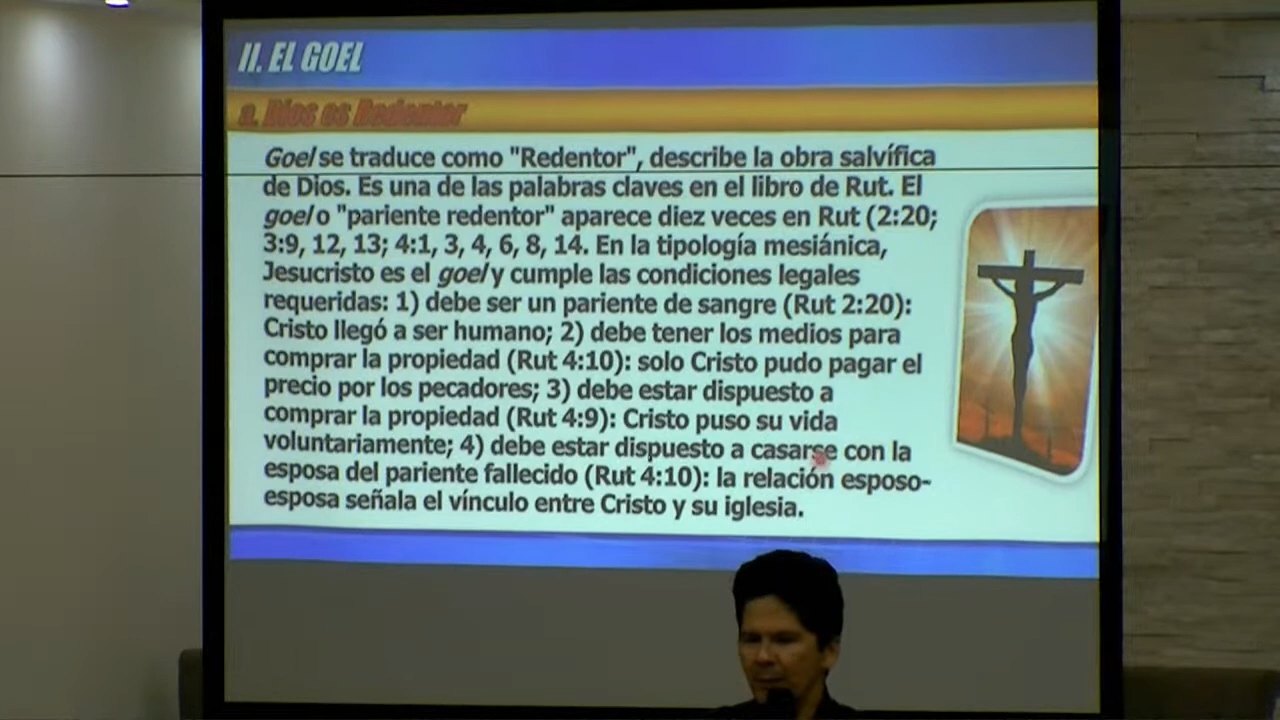 II. EL GOEL
a. Dios es Redentor
Goel se traduce como "Redentor", describe la obra salvífica
de Dios. Es una de las palabras claves en el libro de Rut. El
goel o "pariente redentor" aparece diez veces en Rut (2:20;
3:9, 12, 13; 4:1, 3, 4, 6, 8, 14. En la tipología mesiánica,
Jesucristo es el goel y cumple las condiciones legales
requeridas: 1) debe ser un pariente de sangre (Rut 2:20):
Cristo llegó a ser humano; 2) debe tener los medios para
comprar la propiedad (Rut 4:10): solo Cristo pudo pagar el
precio por los pecadores; 3) debe estar dispuesto a
comprar la propiedad (Rut 4:9): Cristo puso su vida
voluntariamente; 4) debe estar dispuesto a casarse con la
esposa del pariente fallecido (Rut 4:10): la relación esposo-
esposa señala el vínculo entre Cristo y su iglesia.